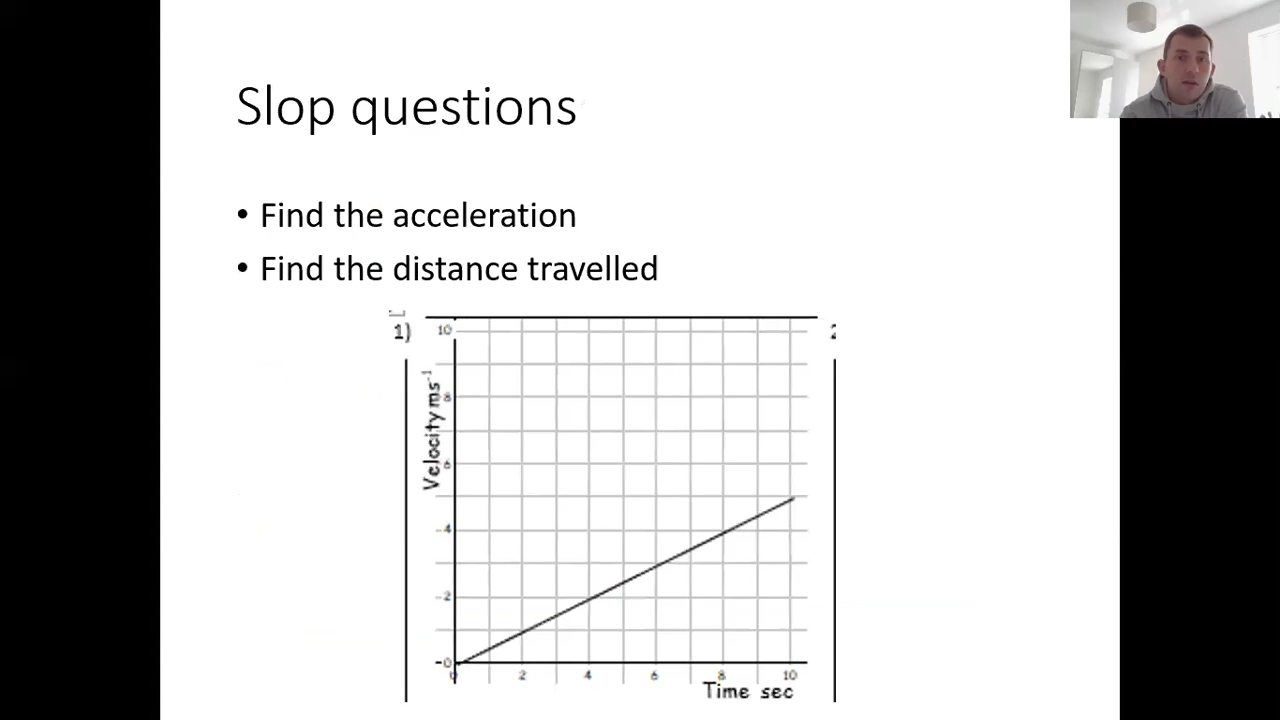 Slop questions
• Find the acceleration
• Find the distance travelled
1)
10
8
6
4
2
0
Velocity ms⁻¹
0 2 4 6 8 10
Time sec